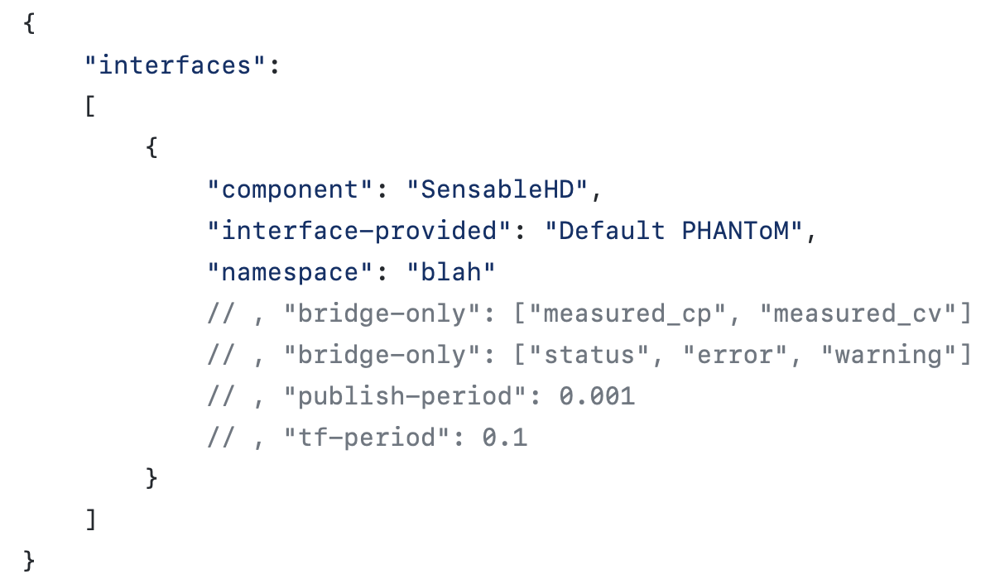 {
    "interfaces":
    [
        {
            "component": "SensableHD",
            "interface-provided": "Default PHANToM",
            "namespace": "blah"
            // , "bridge-only": ["measured_cp", "measured_cv"]
            // , "bridge-only": ["status", "error", "warning"]
            // , "publish-period": 0.001
            // , "tf-period": 0.1
        }
    ]
}